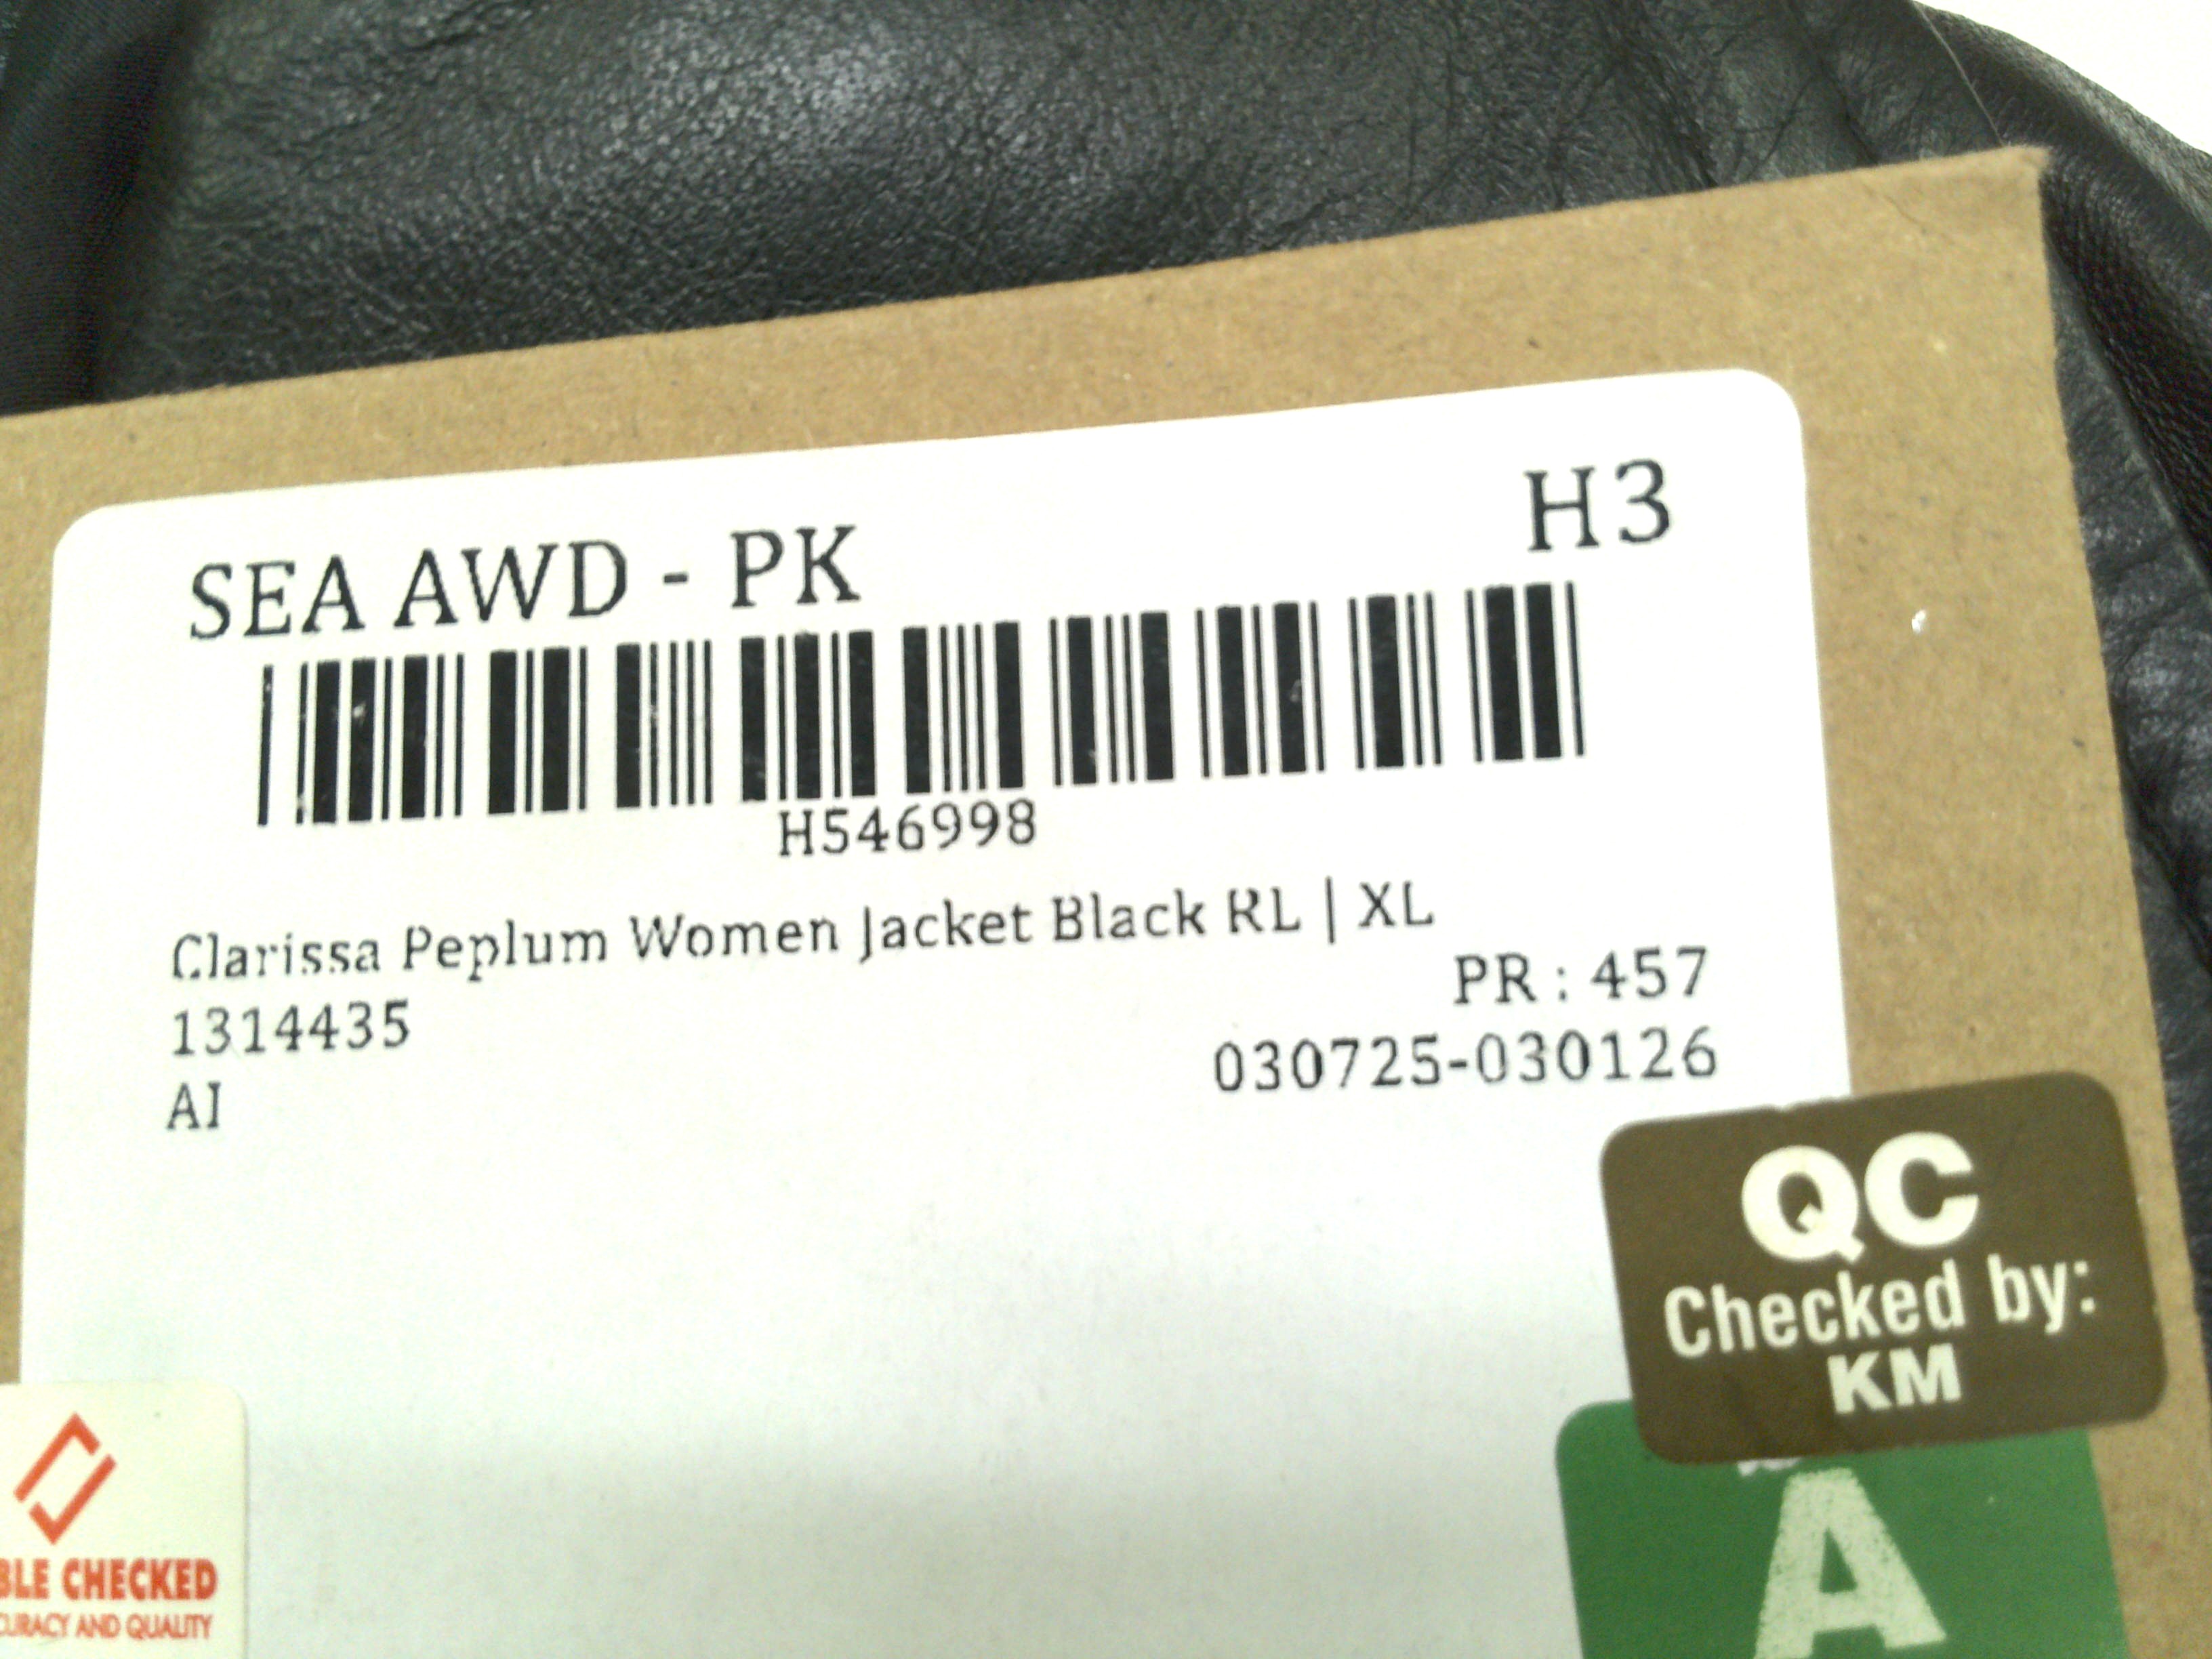 SEA AWD - PK
H3
H546998
Clarissa Peplum Women Jacket Black RL | XL
PR : 457
1314435
030725-030126
AI
QC
Checked by:
KM
A
BLE CHECKED
CURACY AND QUALITY